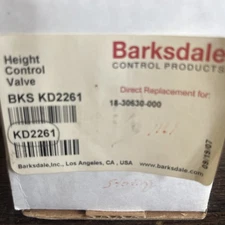 Barksdale
CONTROL PRODUCTS
Height
Control
Valve
BKS KD2261
Direct Replacement for:
18-30630-000
KD2261
Barksdale,Inc., Los Angeles, CA , USA
www.barksdale.com